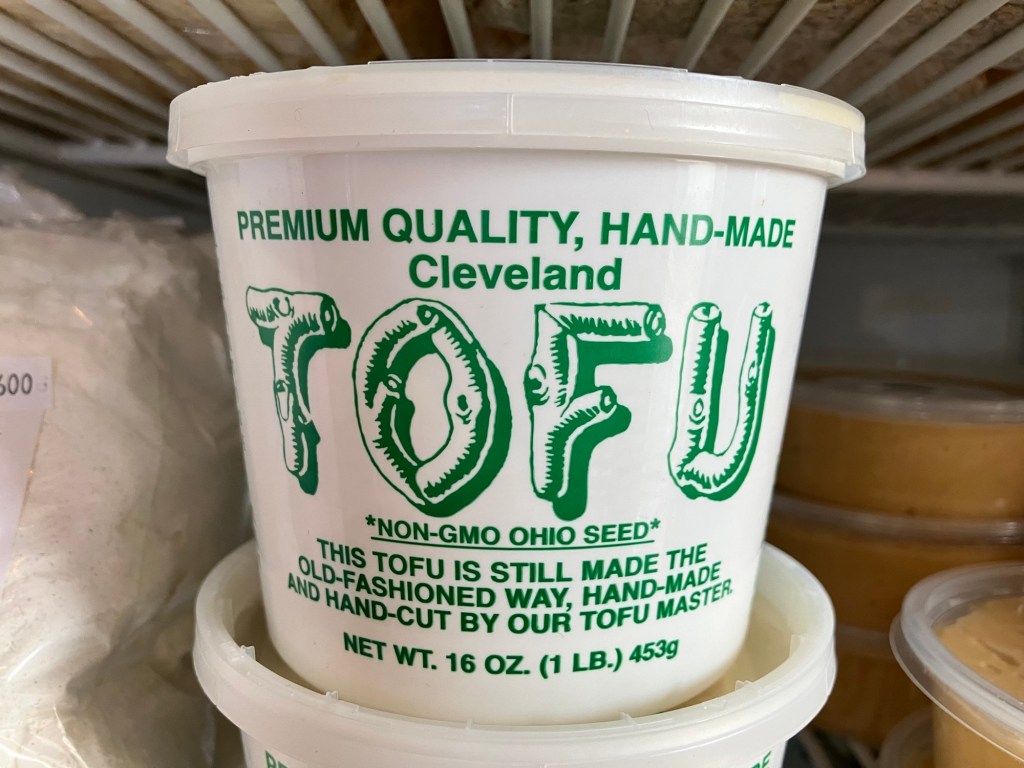 PREMIUM QUALITY, HAND-MADE
Cleveland
TOFU
*NON-GMO OHIO SEED*
THIS TOFU IS STILL MADE THE
OLD-FASHIONED WAY, HAND-MADE
AND HAND-CUT BY OUR TOFU MASTER.
NET WT. 16 OZ. (1 LB.) 453g